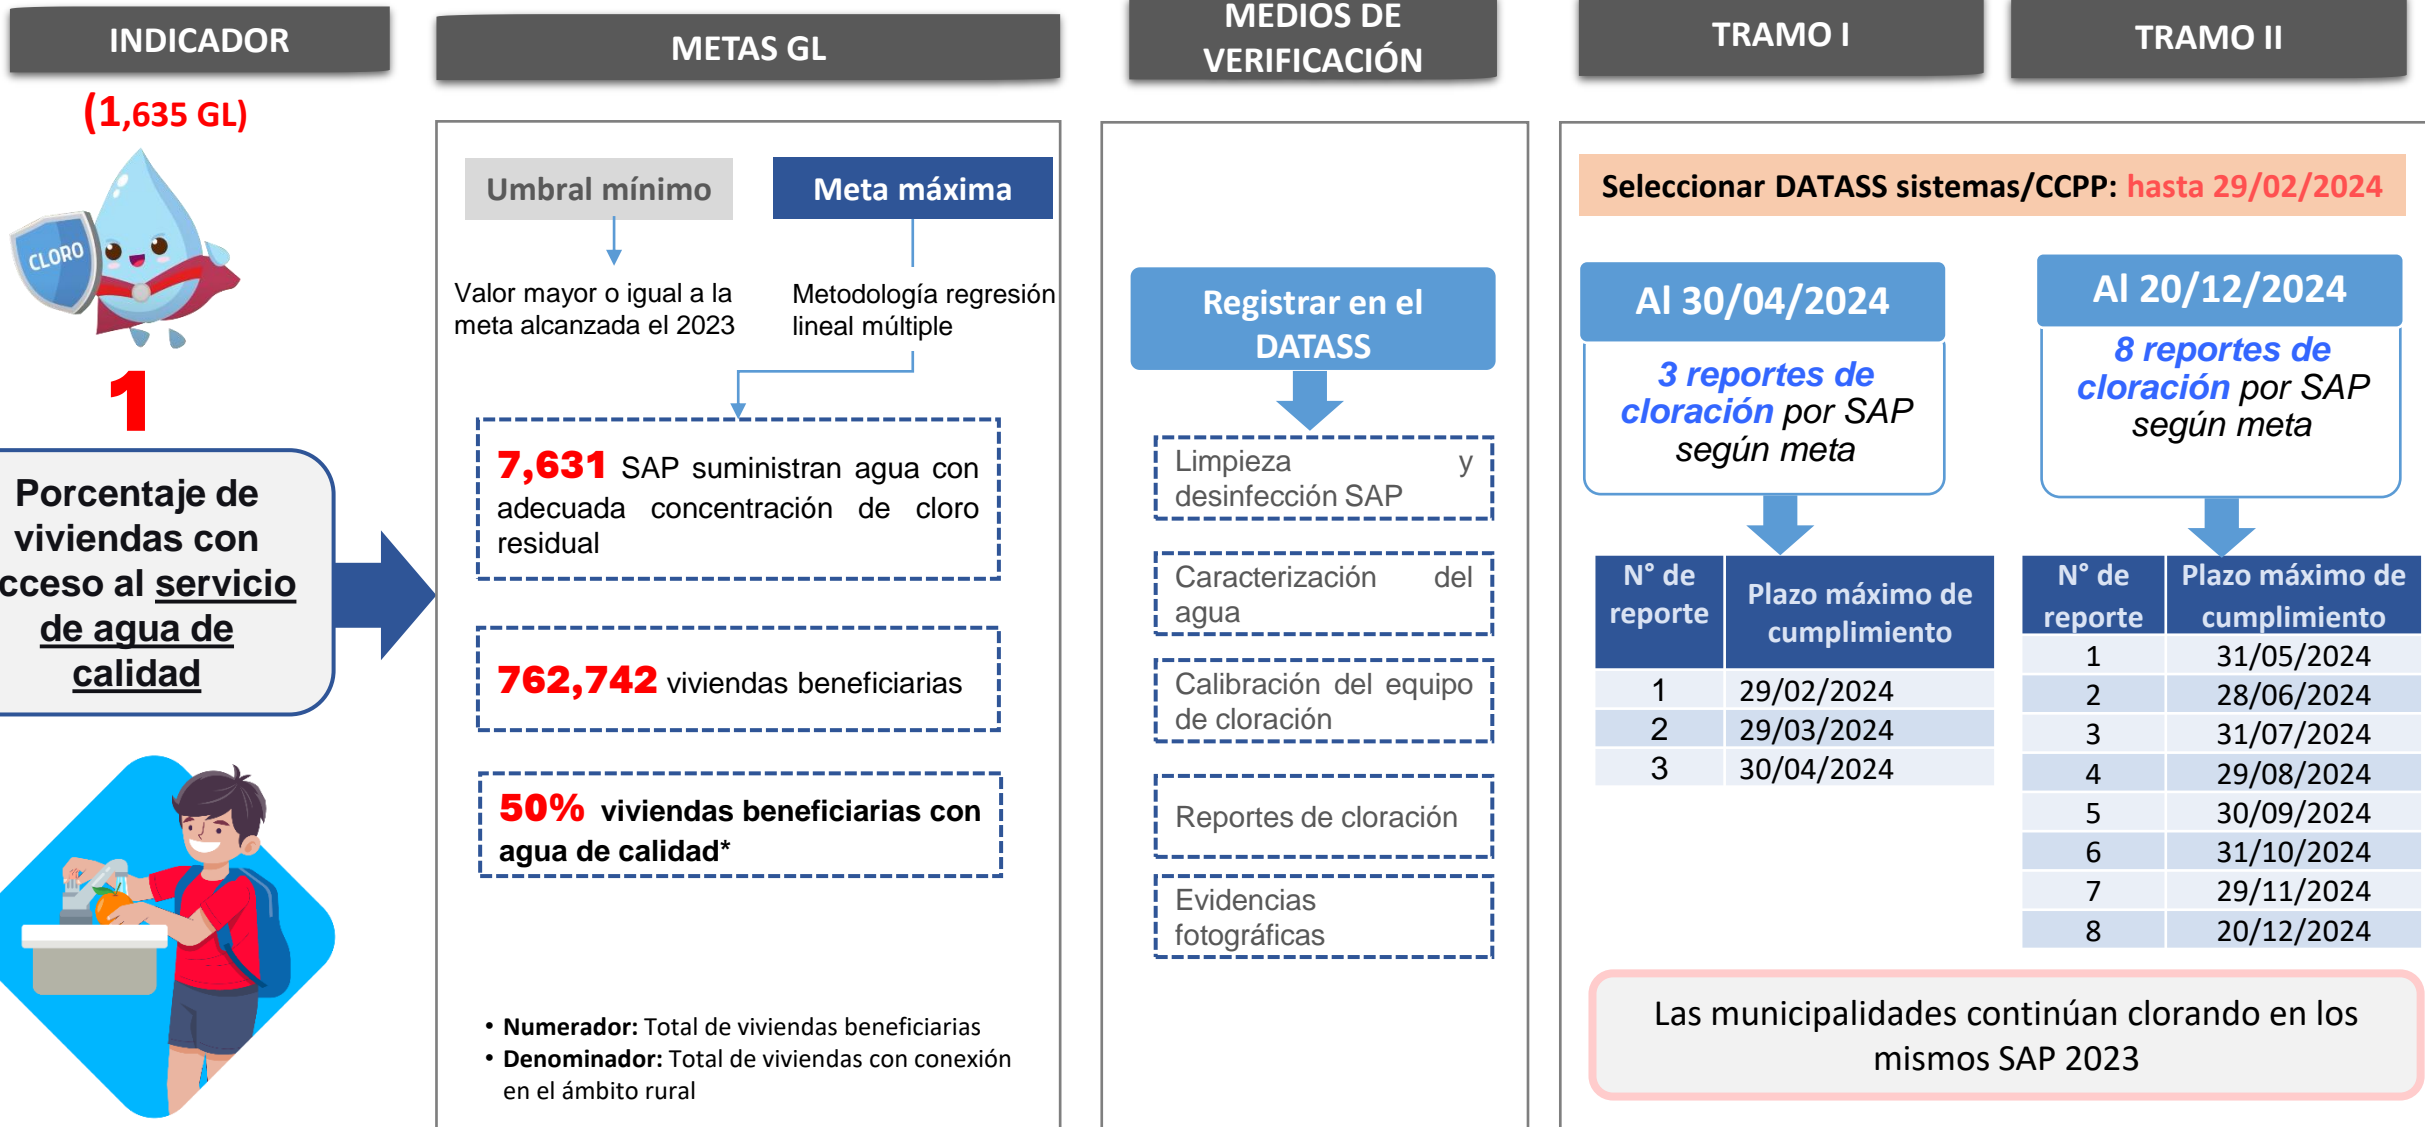 INDICADOR
(1,635 GL)
CLORO
1
Porcentaje de
viviendas con
cceso al servicio
de agua de
calidad
METAS GL
Umbral mínimo
Meta máxima
Valor mayor o igual a la
meta alcanzada el 2023
Metodología regresión
lineal múltiple
7,631 SAP suministran agua con
adecuada concentración de cloro
residual
762,742 viviendas beneficiarias
50% viviendas beneficiarias con
agua de calidad*
• Numerador: Total de viviendas beneficiarias
• Denominador: Total de viviendas con conexión
en el ámbito rural
MEDIOS DE
VERIFICACIÓN
Registrar en el
DATASS
Limpieza y
desinfección SAP
Caracterización del
agua
Calibración del equipo
de cloración
Reportes de cloración
Evidencias
fotográficas
TRAMO I
TRAMO II
Seleccionar DATASS sistemas/CCPP: hasta 29/02/2024
Al 30/04/2024
3 reportes de
cloración por SAP
según meta
N° de
reporte
Plazo máximo de
cumplimiento
1 29/02/2024
2 29/03/2024
3 30/04/2024
Al 20/12/2024
8 reportes de
cloración por SAP
según meta
N° de
reporte
Plazo máximo de
cumplimiento
1 31/05/2024
2 28/06/2024
3 31/07/2024
4 29/08/2024
5 30/09/2024
6 31/10/2024
7 29/11/2024
8 20/12/2024
Las municipalidades continúan clorando en los
mismos SAP 2023